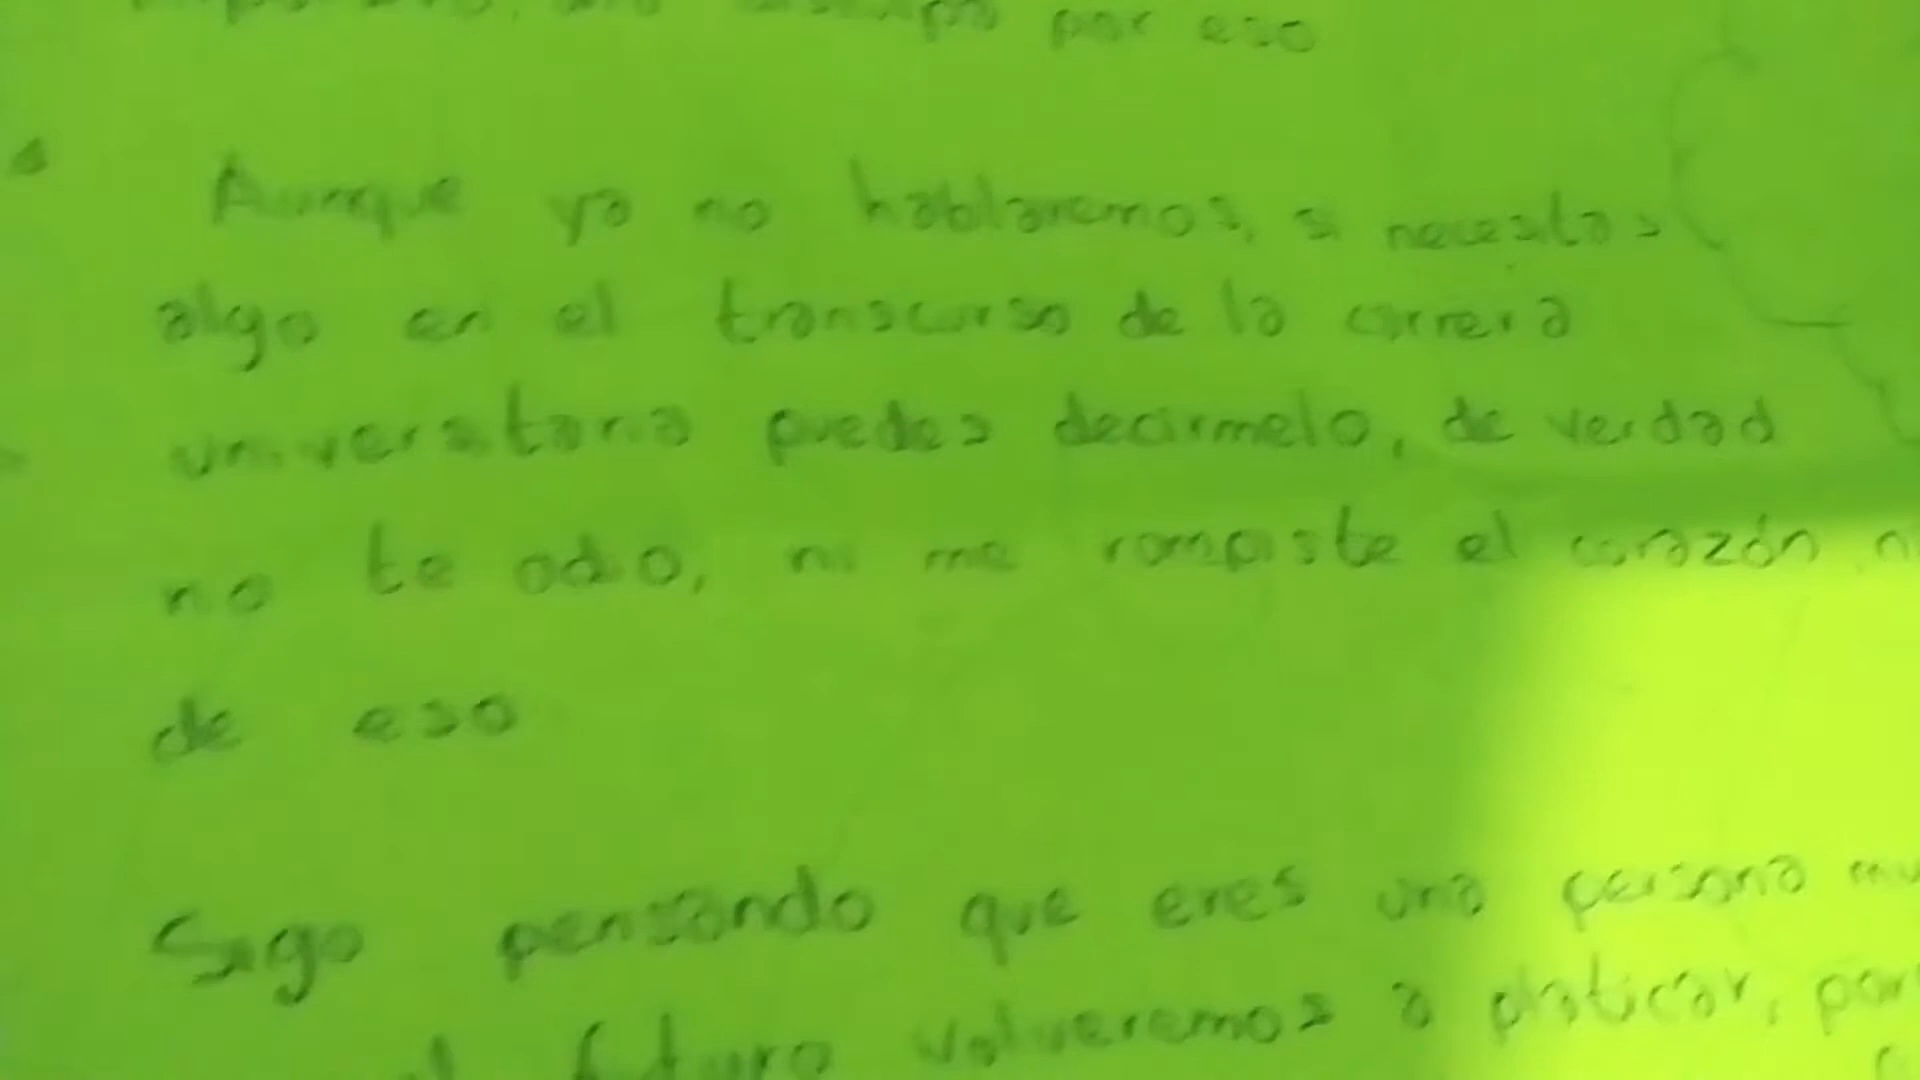 por eso
Aunque ya no hablaremos, si necesitas
algo en el transcurso de la carrera
universitaria puedes decirmelo, de verdad
no te odio, ni me rompiste el corazón
de eso
Sigo pensando que eres una persona
futuro volveremos a platicar,